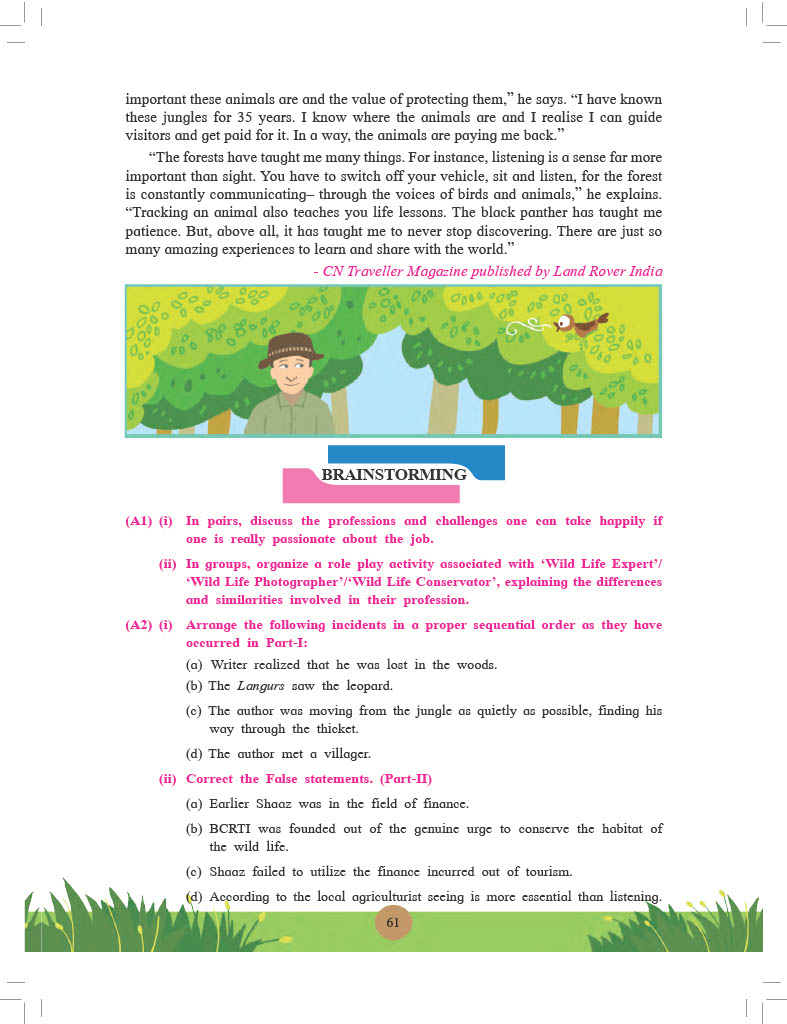 important these animals are and the value of protecting them,” he says. “I have known
these jungles for 35 years. I know where the animals are and I realise I can guide
visitors and get paid for it. In a way, the animals are paying me back.”
“The forests have taught me many things. For instance, listening is a sense far more
important than sight. You have to switch off your vehicle, sit and listen, for the forest
is constantly communicating– through the voices of birds and animals,” he explains.
“Tracking an animal also teaches you life lessons. The black panther has taught me
patience. But, above all, it has taught me to never stop discovering. There are just so
many amazing experiences to learn and share with the world.”
- CN Traveller Magazine published by Land Rover India
BRAINSTORMING
(A1) (i) In pairs, discuss the professions and challenges one can take happily if
one is really passionate about the job.
(ii) In groups, organize a role play activity associated with ‘Wild Life Expert’/
‘Wild Life Photographer’/‘Wild Life Conservator’, explaining the differences
and similarities involved in their profession.
(A2) (i) Arrange the following incidents in a proper sequential order as they have
occurred in Part-I:
(a) Writer realized that he was lost in the woods.
(b) The Langurs saw the leopard.
(c) The author was moving from the jungle as quietly as possible, finding his
way through the thicket.
(d) The author met a villager.
(ii) Correct the False statements. (Part-II)
(a) Earlier Shaaz was in the field of finance.
(b) BCRTI was founded out of the genuine urge to conserve the habitat of
the wild life.
(c) Shaaz failed to utilize the finance incurred out of tourism.
(d) According to the local agriculturist seeing is more essential than listening.
61